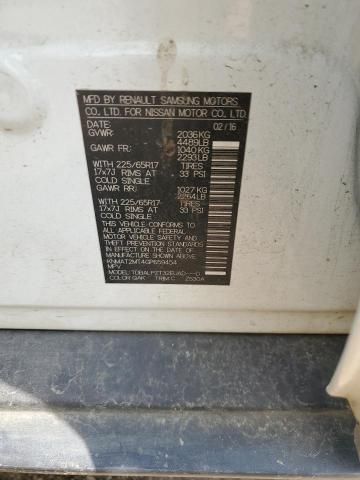 MFD BY RENAULT SAMSUNG MOTORS
CO. LTD. FOR NISSAN MOTOR CO. LTD.
DATE: 02/16
GVWR: 2036KG
4489LB
GAWR FR: 1040KG
2293LB
WITH 225/65R17 TIRES
17x7J RIMS AT 33 PSI
COLD SINGLE
GAWR RR: 1027KG
2264LB
WITH 225/65R17 TIRES
17x7J RIMS AT 33 PSI
COLD SINGLE
THIS VEHICLE CONFORMS TO ALL
APPLICABLE FEDERAL MOTOR VEHICLE
SAFETY AND THEFT PREVENTION
STANDARDS IN EFFECT ON THE DATE OF
MANUFACTURE SHOWN ABOVE.
KNMAT2MT4GP659454
MPV
MODEL:
COLOR: QAK TRIM: C